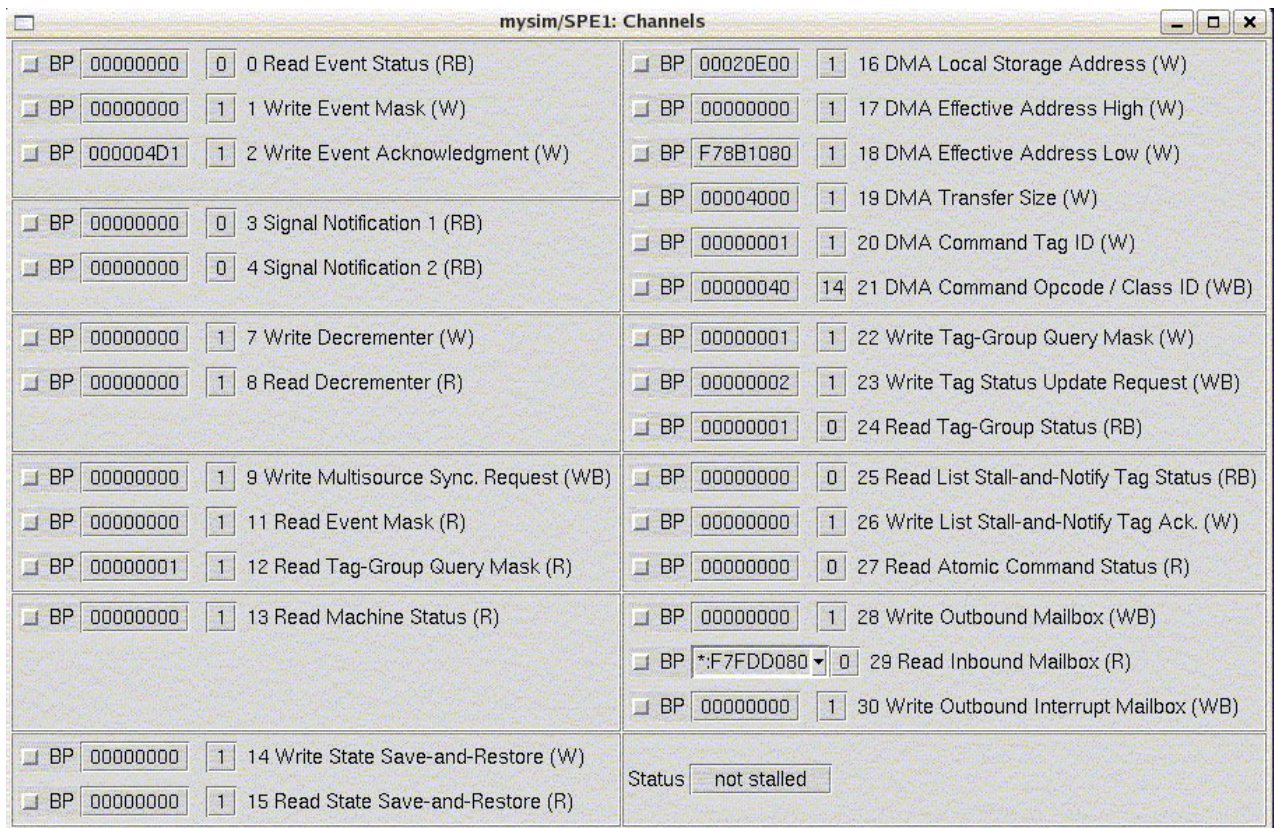 mysim/SPE1: Channels
BP 00000000 0 0 Read Event Status (RB)
BP 00000000 1 1 Write Event Mask (W)
BP 000004D1 1 2 Write Event Acknowledgment (W)
BP 00000000 0 3 Signal Notification 1 (RB)
BP 00000000 0 4 Signal Notification 2 (RB)
BP 00000000 1 7 Write Decrementer (W)
BP 00000000 1 8 Read Decrementer (R)
BP 00000000 1 9 Write Multisource Sync. Request (WB)
BP 00000000 1 11 Read Event Mask (R)
BP 00000001 1 12 Read Tag-Group Query Mask (R)
BP 00000000 1 13 Read Machine Status (R)
BP 00000000 1 14 Write State Save-and-Restore (W)
BP 00000000 1 15 Read State Save-and-Restore (R)
BP 00020E00 1 16 DMA Local Storage Address (W)
BP 00000000 1 17 DMA Effective Address High (W)
BP F78B1080 1 18 DMA Effective Address Low (W)
BP 00004000 1 19 DMA Transfer Size (W)
BP 00000001 1 20 DMA Command Tag ID (W)
BP 00000040 14 21 DMA Command Opcode / Class ID (WB)
BP 00000001 1 22 Write Tag-Group Query Mask (W)
BP 00000002 1 23 Write Tag Status Update Request (WB)
BP 00000001 0 24 Read Tag-Group Status (RB)
BP 00000000 0 25 Read List Stall-and-Notify Tag Status (RB)
BP 00000000 1 26 Write List Stall-and-Notify Tag Ack. (W)
BP 00000000 0 27 Read Atomic Command Status (R)
BP 00000000 1 28 Write Outbound Mailbox (WB)
BP *:F7FDD080 0 29 Read Inbound Mailbox (R)
BP 00000000 1 30 Write Outbound Interrupt Mailbox (WB)
Status not stalled